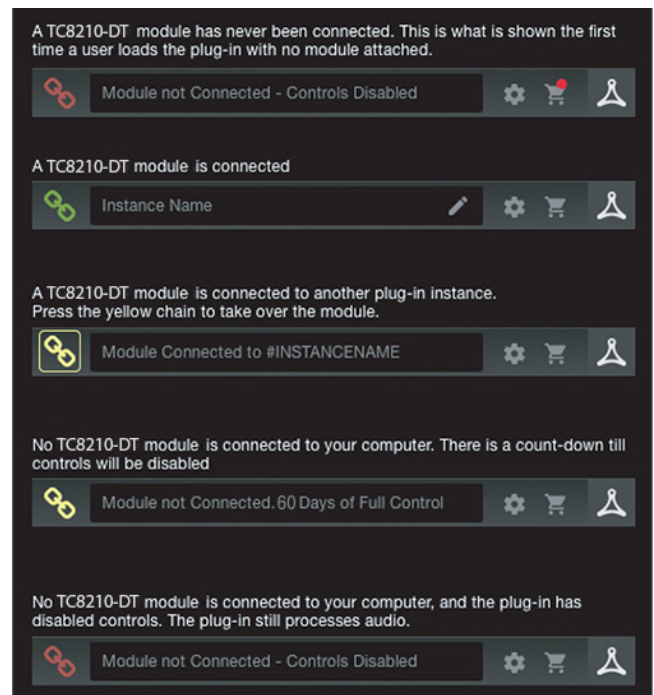 A TC8210-DT module has never been connected. This is what is shown the first
time a user loads the plug-in with no module attached.
Module not Connected - Controls Disabled
A TC8210-DT module is connected
Instance Name
A TC8210-DT module is connected to another plug-in instance.
Press the yellow chain to take over the module.
Module Connected to #INSTANCENAME
No TC8210-DT module is connected to your computer. There is a count-down till
controls will be disabled
Module not Connected. 60 Days of Full Control
No TC8210-DT module is connected to your computer, and the plug-in has
disabled controls. The plug-in still processes audio.
Module not Connected - Controls Disabled